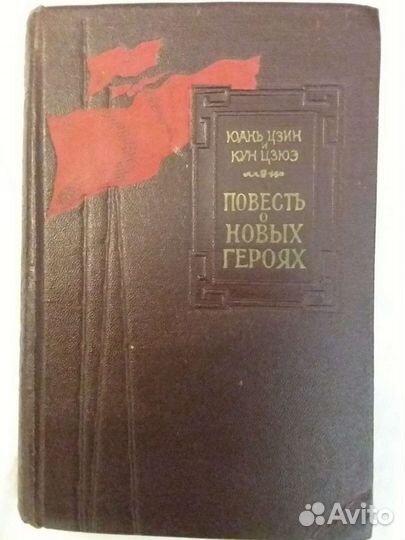 ЮАНЬ ЦЗИН
И
КУН ЦЗЮЭ
ПОВЕСТЬ
О
НОВЫХ
ГЕРОЯХ
Avito